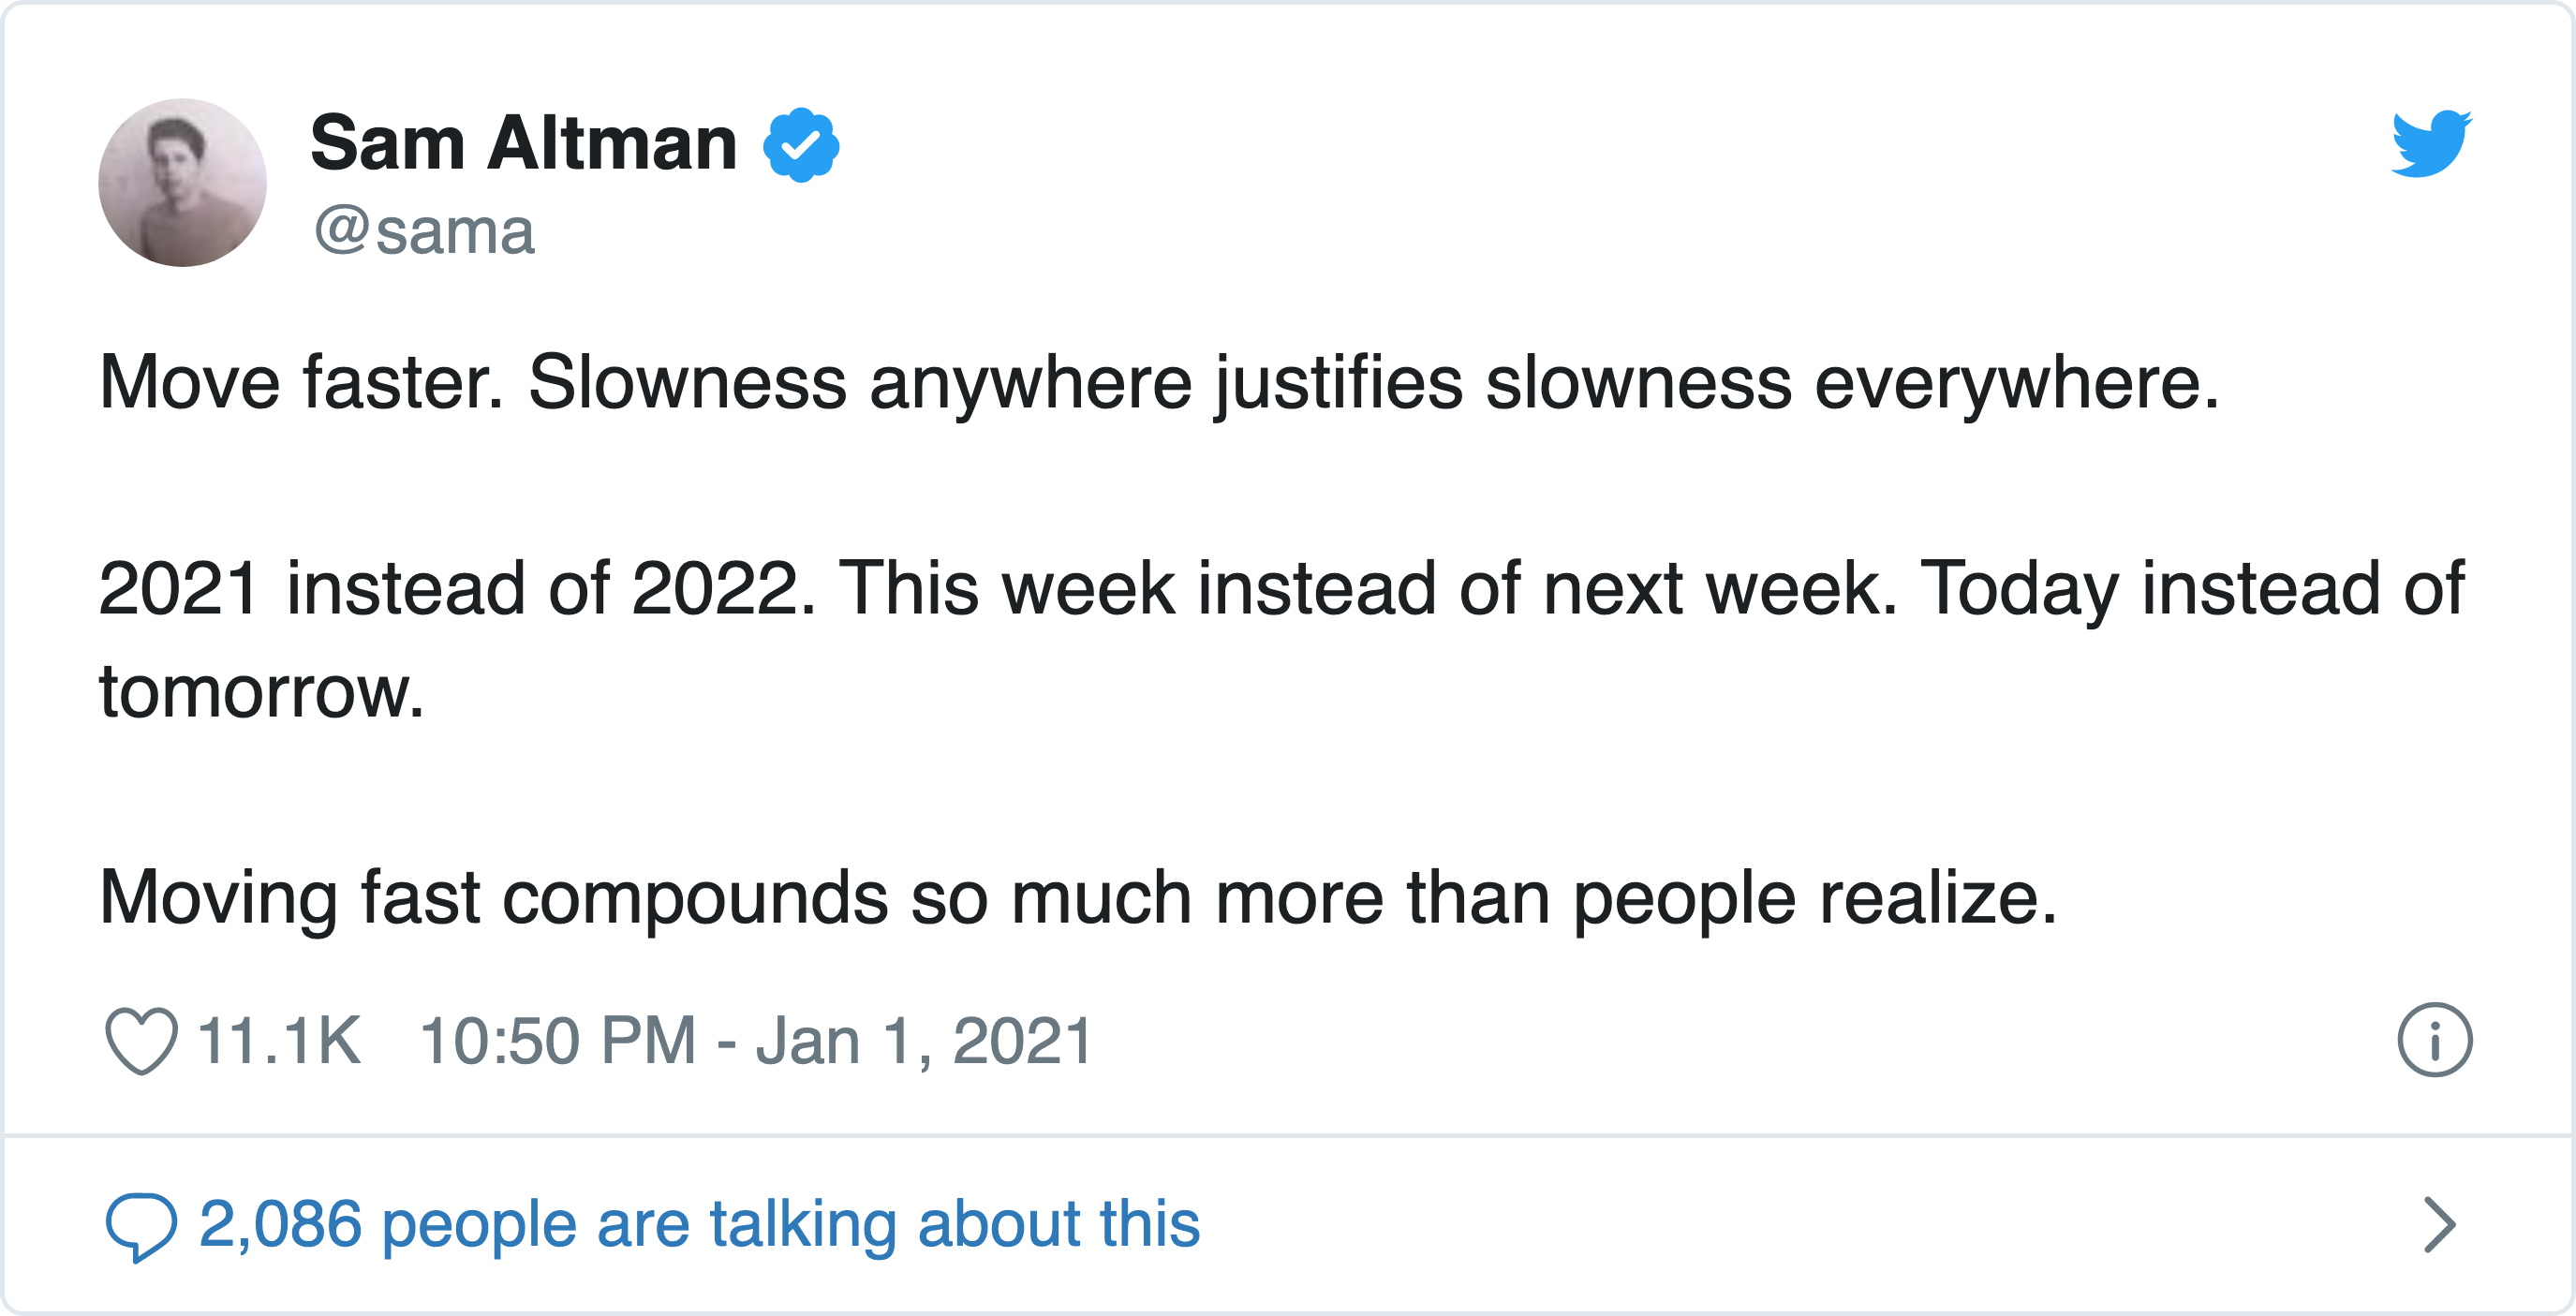 Sam Altman
@sama
Move faster. Slowness anywhere justifies slowness everywhere.
2021 instead of 2022. This week instead of next week. Today instead of
tomorrow.
Moving fast compounds so much more than people realize.
11.1K 10:50 PM - Jan 1, 2021
2,086 people are talking about this